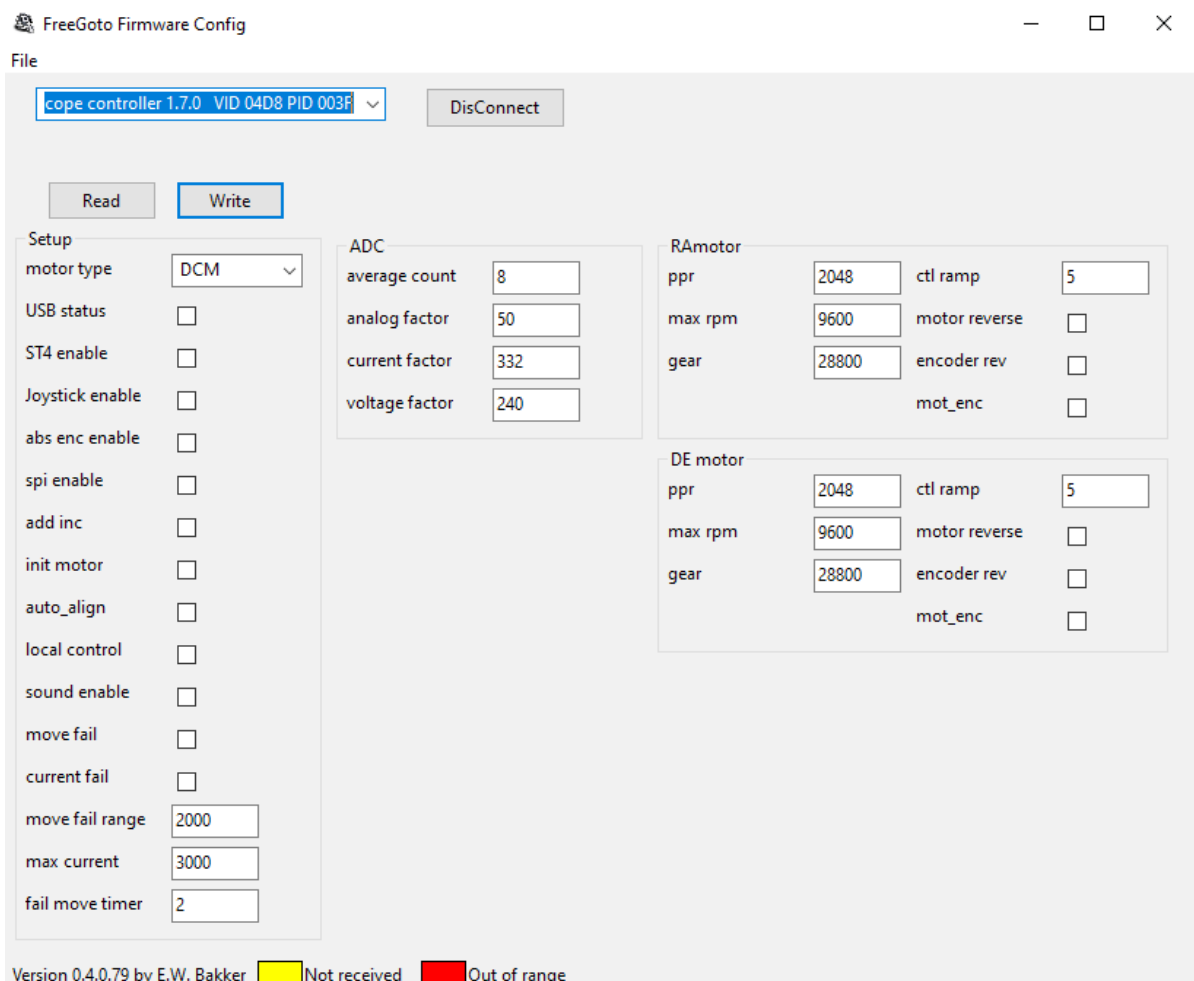 FreeGoto Firmware Config
File
cope controller 1.7.0 VID 04D8 PID 003F
DisConnect
Read Write
Setup
motor type DCM
USB status
ST4 enable
Joystick enable
abs enc enable
spi enable
add inc
init motor
auto_align
local control
sound enable
move fail
current fail
move fail range 2000
max current 3000
fail move timer 2
ADC
average count 8
analog factor 50
current factor 332
voltage factor 240
RAmotor
ppr 2048 ctl ramp 5
max rpm 9600 motor reverse
gear 28800 encoder rev
mot_enc
DE motor
ppr 2048 ctl ramp 5
max rpm 9600 motor reverse
gear 28800 encoder rev
mot_enc
Version 0.4.0.79 by E.W. Bakker Not received Out of range